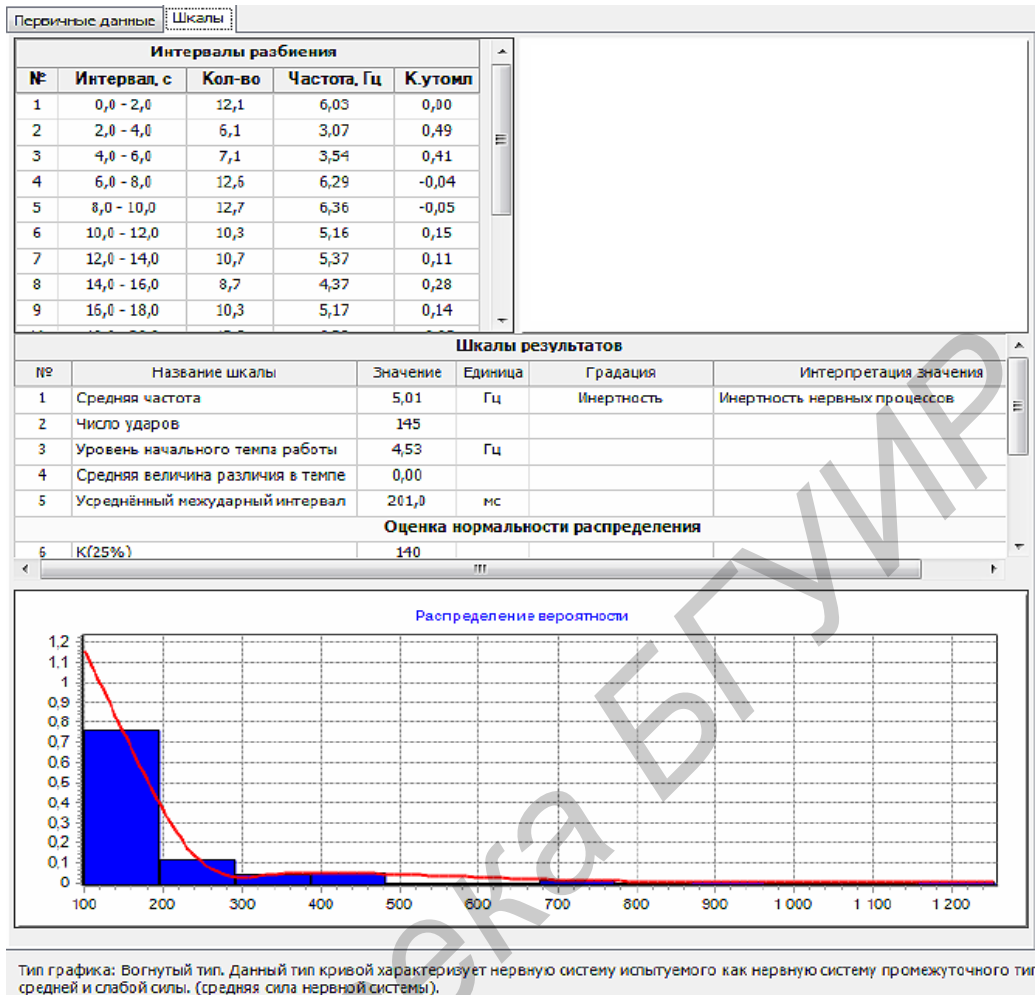 Первичные данные Шкалы
Интервалы разбиения
№ Интервал, с Кол-во Частота, Гц К.утомл
1 0,0 - 2,0 12,1 6,03 0,00
2 2,0 - 4,0 6,1 3,07 0,49
3 4,0 - 6,0 7,1 3,54 0,41
4 6,0 - 8,0 12,6 6,29 -0,04
5 8,0 - 10,0 12,7 6,36 -0,05
6 10,0 - 12,0 10,3 5,16 0,15
7 12,0 - 14,0 10,7 5,37 0,11
8 14,0 - 16,0 8,7 4,37 0,28
9 16,0 - 18,0 10,3 5,17 0,14
Шкалы результатов
№ Название шкалы Значение Единица Градация Интерпретация значения
1 Средняя частота 5,01 Гц Инертность Инертность нервных процессов
2 Число ударов 145
3 Уровень начального темпа работы 4,53 Гц
4 Средняя величина различия в темпе 0,00
5 Усреднённый межударный интервал 201,0 мс
Оценка нормальности распределения
6 К(25%) 140
Распределение вероятности
1,2
1,1
1
0,9
0,8
0,7
0,6
0,5
0,4
0,3
0,2
0,1
0
100 200 300 400 500 600 700 800 900 1 000 1 100 1 200
Тип графика: Вогнутый тип. Данный тип кривой характеризует нервную систему испытуемого как нервную систему промежуточного тип
средней и слабой силы. (средняя сила нервной системы).
ека БГУИР